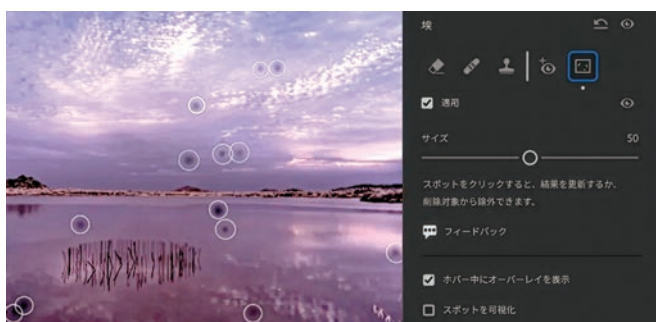 埃
適用
サイズ 50
スポットをクリックすると、結果を更新するか、
削除対象から除外できます。
フィードバック
ホバー中にオーバーレイを表示
スポットを可視化